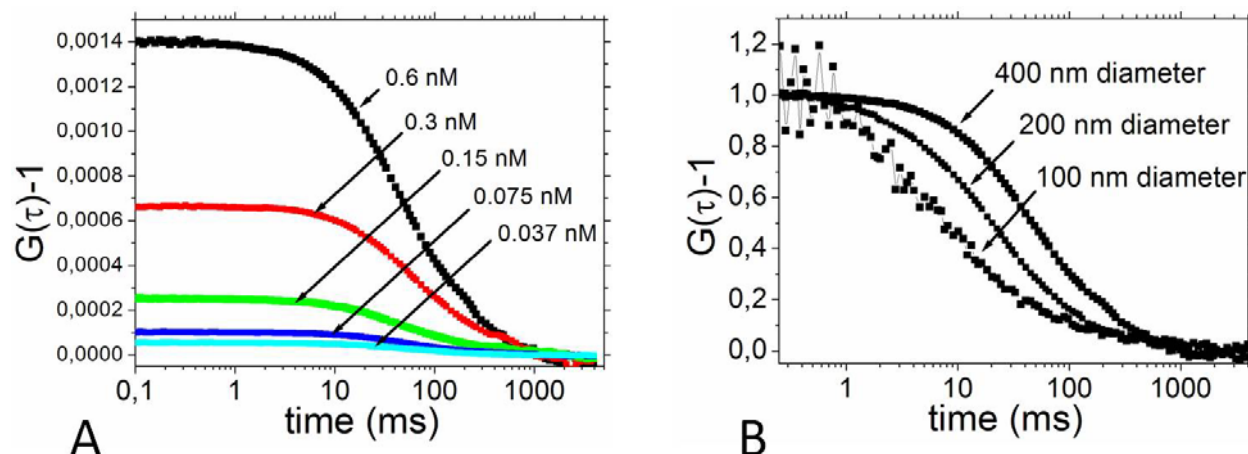 0,0014
0,0012
0,0010
0,0008
0,0006
0,0004
0,0002
0,0000
G(τ)-1
0.6 nM
0.3 nM
0.15 nM
0.075 nM
0.037 nM
0,1 1 10 100 1000
time (ms)
A
1,2
1,0
0,8
0,6
0,4
0,2
0,0
G(τ)-1
400 nm diameter
200 nm diameter
100 nm diameter
1 10 100 1000
time (ms)
B